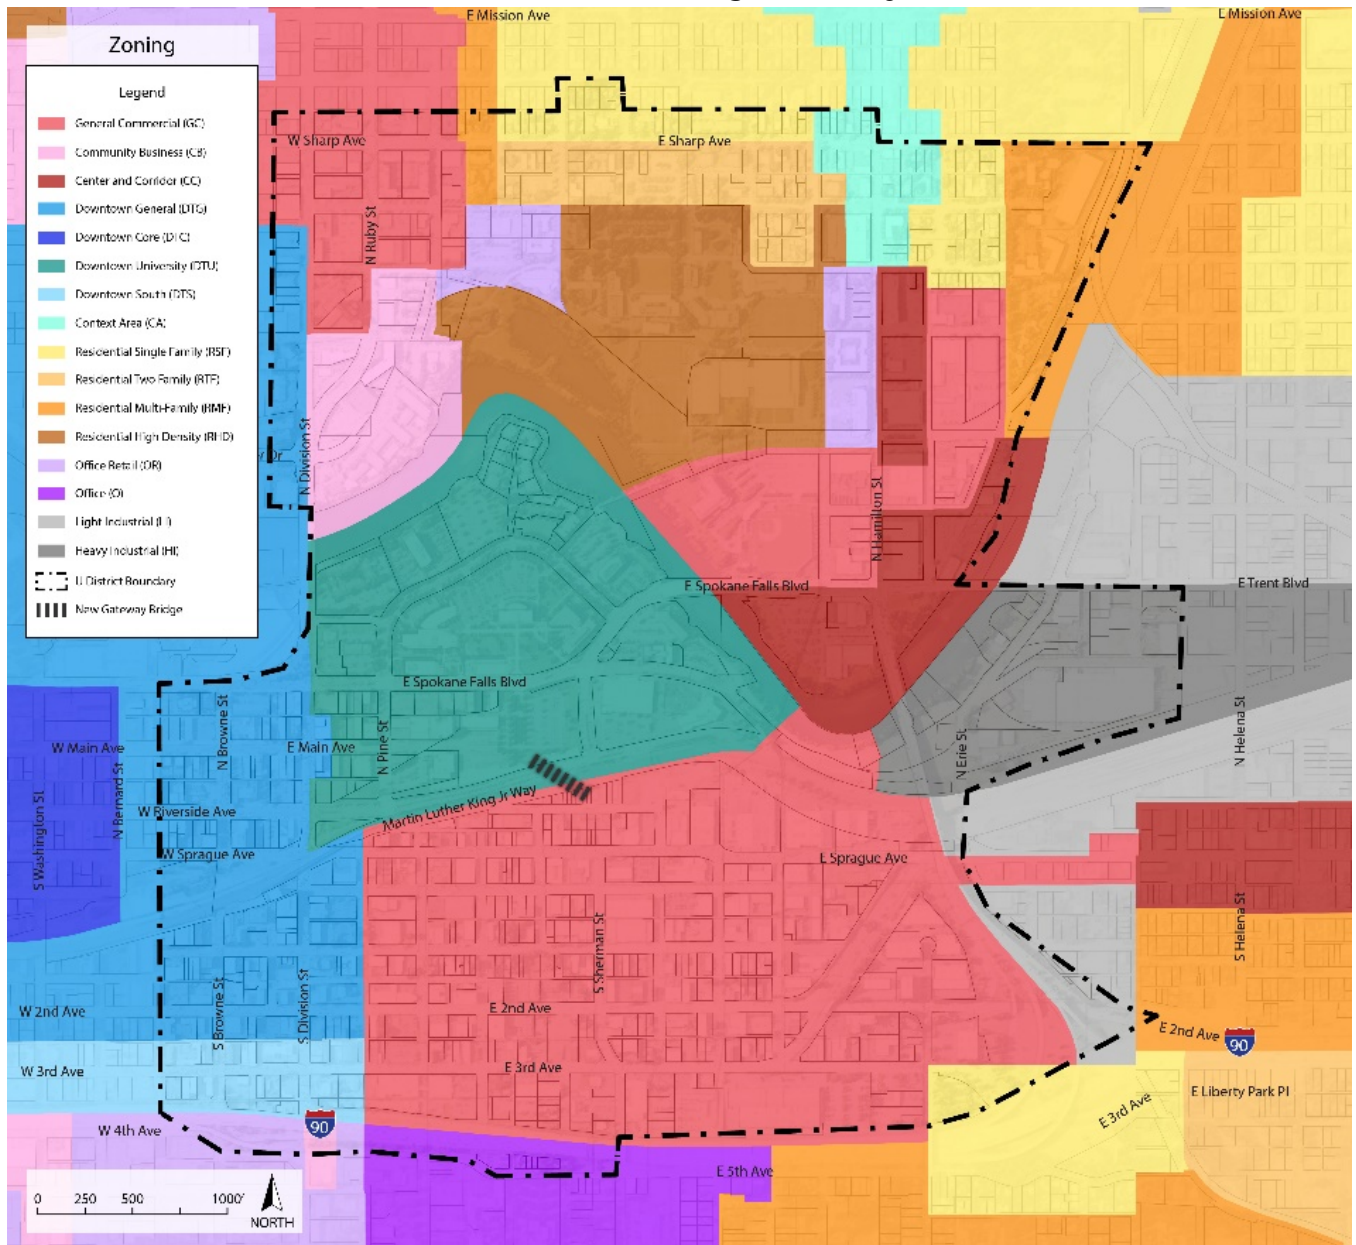 E Mission Ave
E Mission Ave
Zoning
Legend
General Commercial (GC)
Community Business (CB)
Center and Corridor (CC)
Downtown General (DTG)
Downtown Core (DTC)
Downtown University (DTU)
Downtown South (DTS)
Context Area (CA)
Residential Single Family (RSF)
Residential Two Family (RTF)
Residential Multi-Family (RMF)
Residential High Density (RHD)
Office Retail (OR)
Office (O)
Light Industrial (LI)
Heavy Industrial (HI)
U District Boundary
New Gateway Bridge
W Sharp Ave
E Sharp Ave
N Ruby St
N Division St
Dr
N Hamilton St
E Spokane Falls Blvd
E Trent Blvd
E Spokane Falls Blvd
N Browne St
W Main Ave
E Main Ave
N Pine St
N Erie St
N Helena St
N Bernard St
S Washington St
W Riverside Ave
Martin Luther King Jr Way
W Sprague Ave
E Sprague Ave
S Sherman St
S Helena St
S Browne St
S Division St
W 2nd Ave
E 2nd Ave
E 2nd Ave
90
W 3rd Ave
E 3rd Ave
E 3rd Ave
E Liberty Park Pl
90
W 4th Ave
E 5th Ave
0 250 500 1000'
NORTH